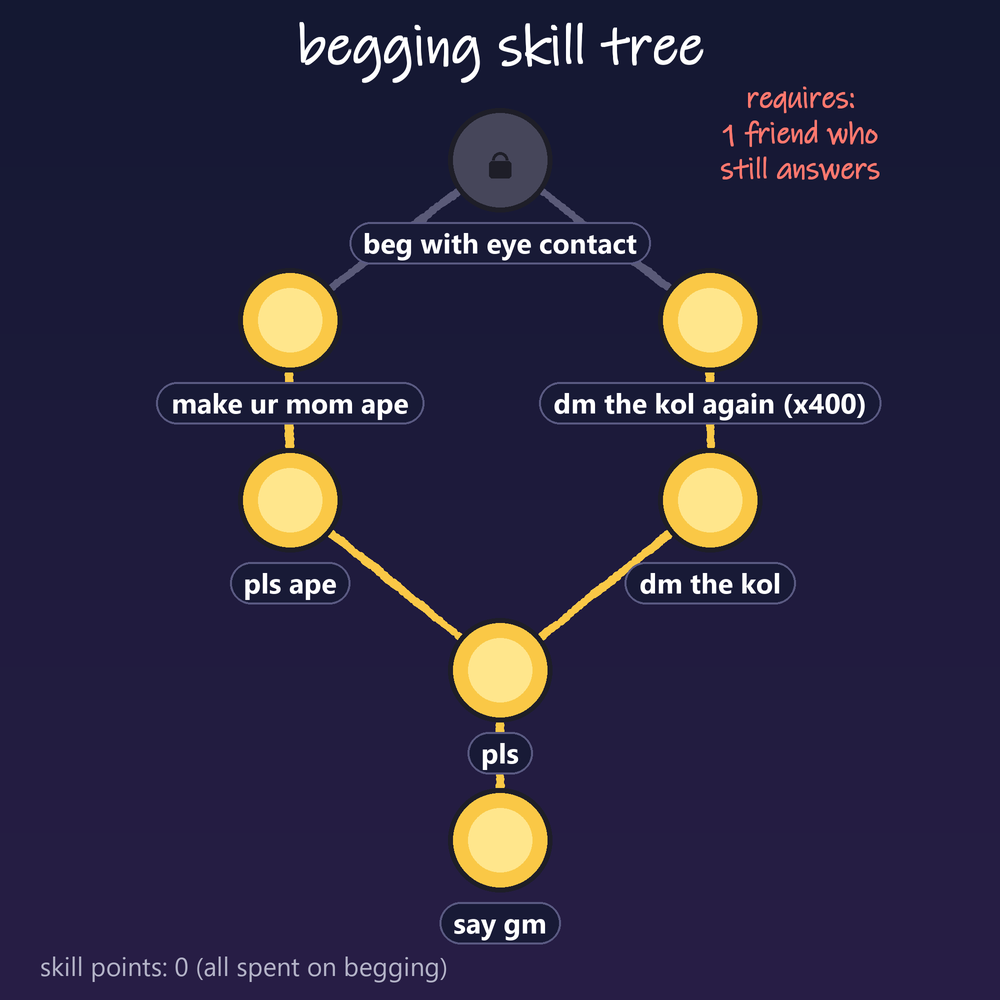 begging skill tree
requires:
1 friend who
still answers
beg with eye contact
make ur mom ape
dm the kol again (x400)
pls ape
dm the kol
pls
say gm
skill points: 0 (all spent on begging)